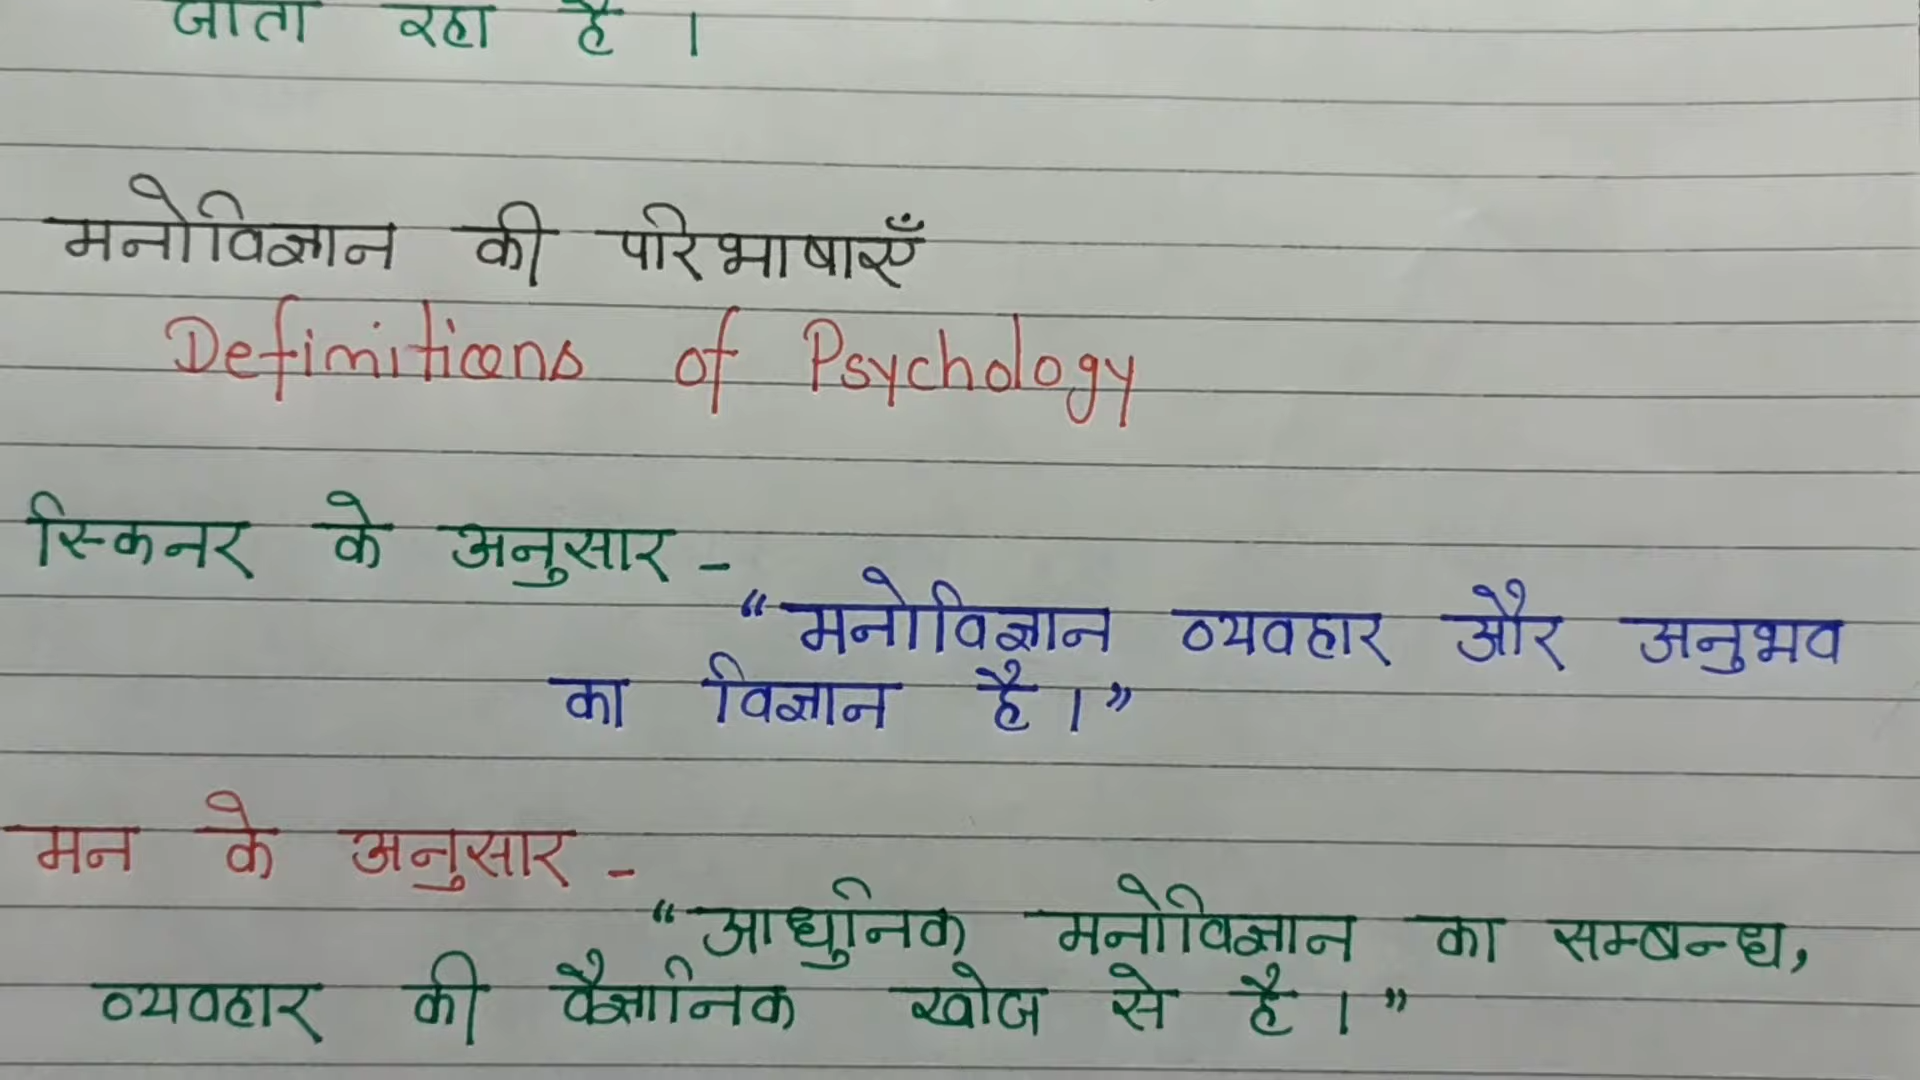 जाता रहा है ।
मनोविज्ञान की परिभाषाएँ
Definitions of Psychology
स्किनर के अनुसार -
“मनोविज्ञान व्यवहार और अनुभव
का विज्ञान है ।”
मन के अनुसार -
“आधुनिक मनोविज्ञान का सम्बन्ध,
व्यवहार की वैज्ञानिक खोज से है ।”